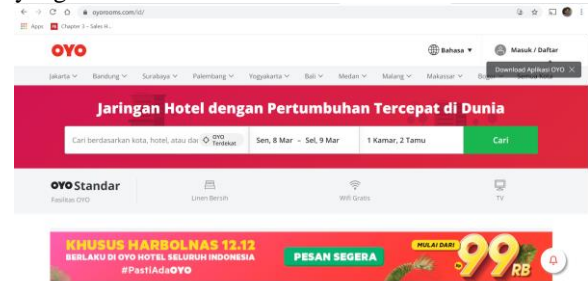 oyorooms.com/id/
Apps Chapter 3 - Sales H...
OYO
Bahasa
Masuk / Daftar
Download Aplikasi OYO
Jakarta Bandung Surabaya Palembang Yogyakarta Bali Medan Malang Makassar
Jaringan Hotel dengan Pertumbuhan Tercepat di Dunia
Cari berdasarkan kota, hotel, atau OYO Terdekat Sen, 8 Mar - Sel, 9 Mar 1 Kamar, 2 Tamu Cari
OYO Standar
Fasilitas OYO
Linen Bersih
Wifi Gratis
TV
KHUSUS HARBOLNAS 12.12
BERLAKU DI OYO HOTEL SELURUH INDONESIA
#PastiAdaOYO
PESAN SEGERA
MULAI DARI
99 RB